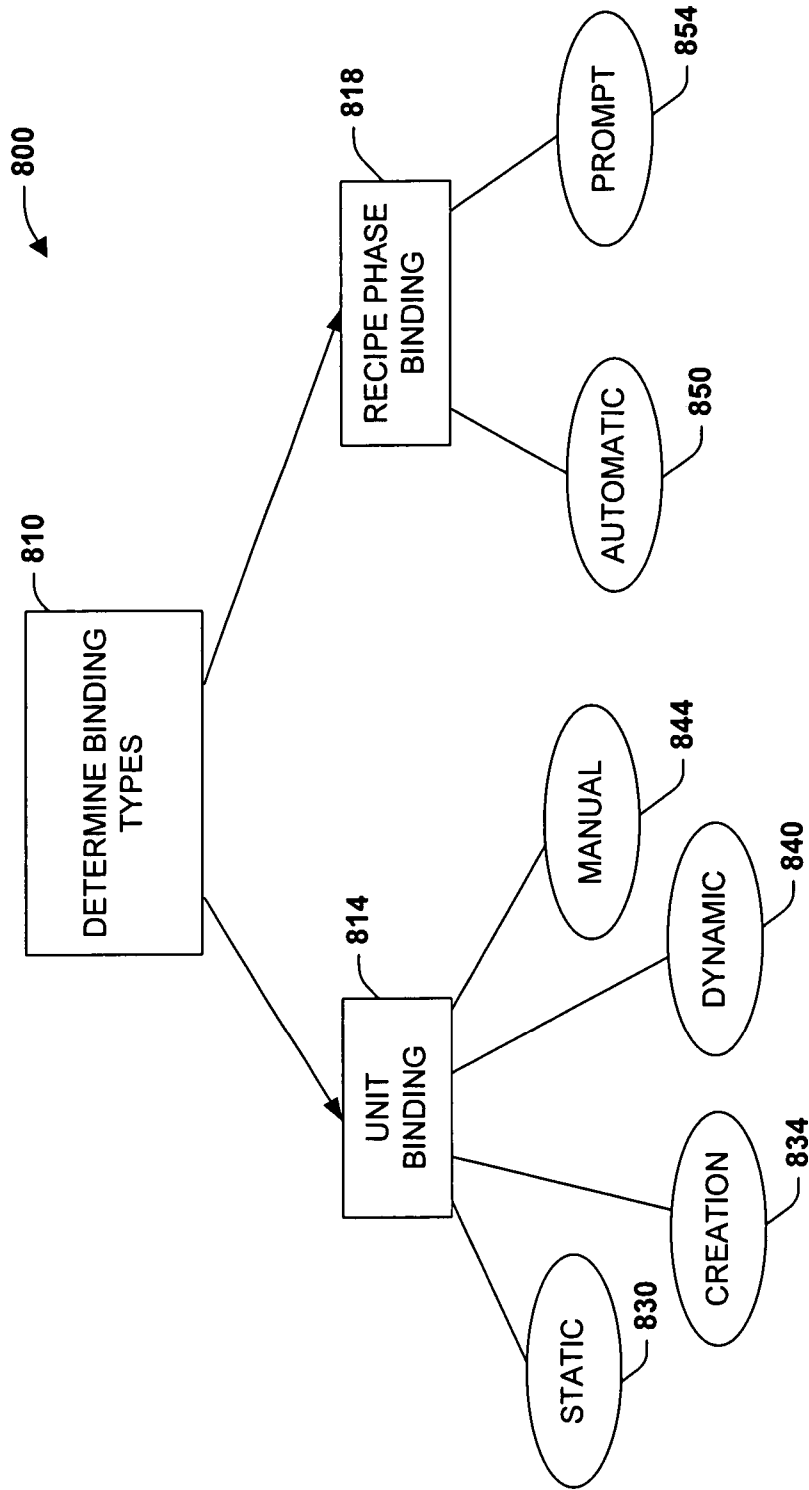 800
810
DETERMINE BINDING
TYPES
814
UNIT
BINDING
818
RECIPE PHASE
BINDING
STATIC
830
CREATION
834
DYNAMIC
840
MANUAL
844
AUTOMATIC
850
PROMPT
854